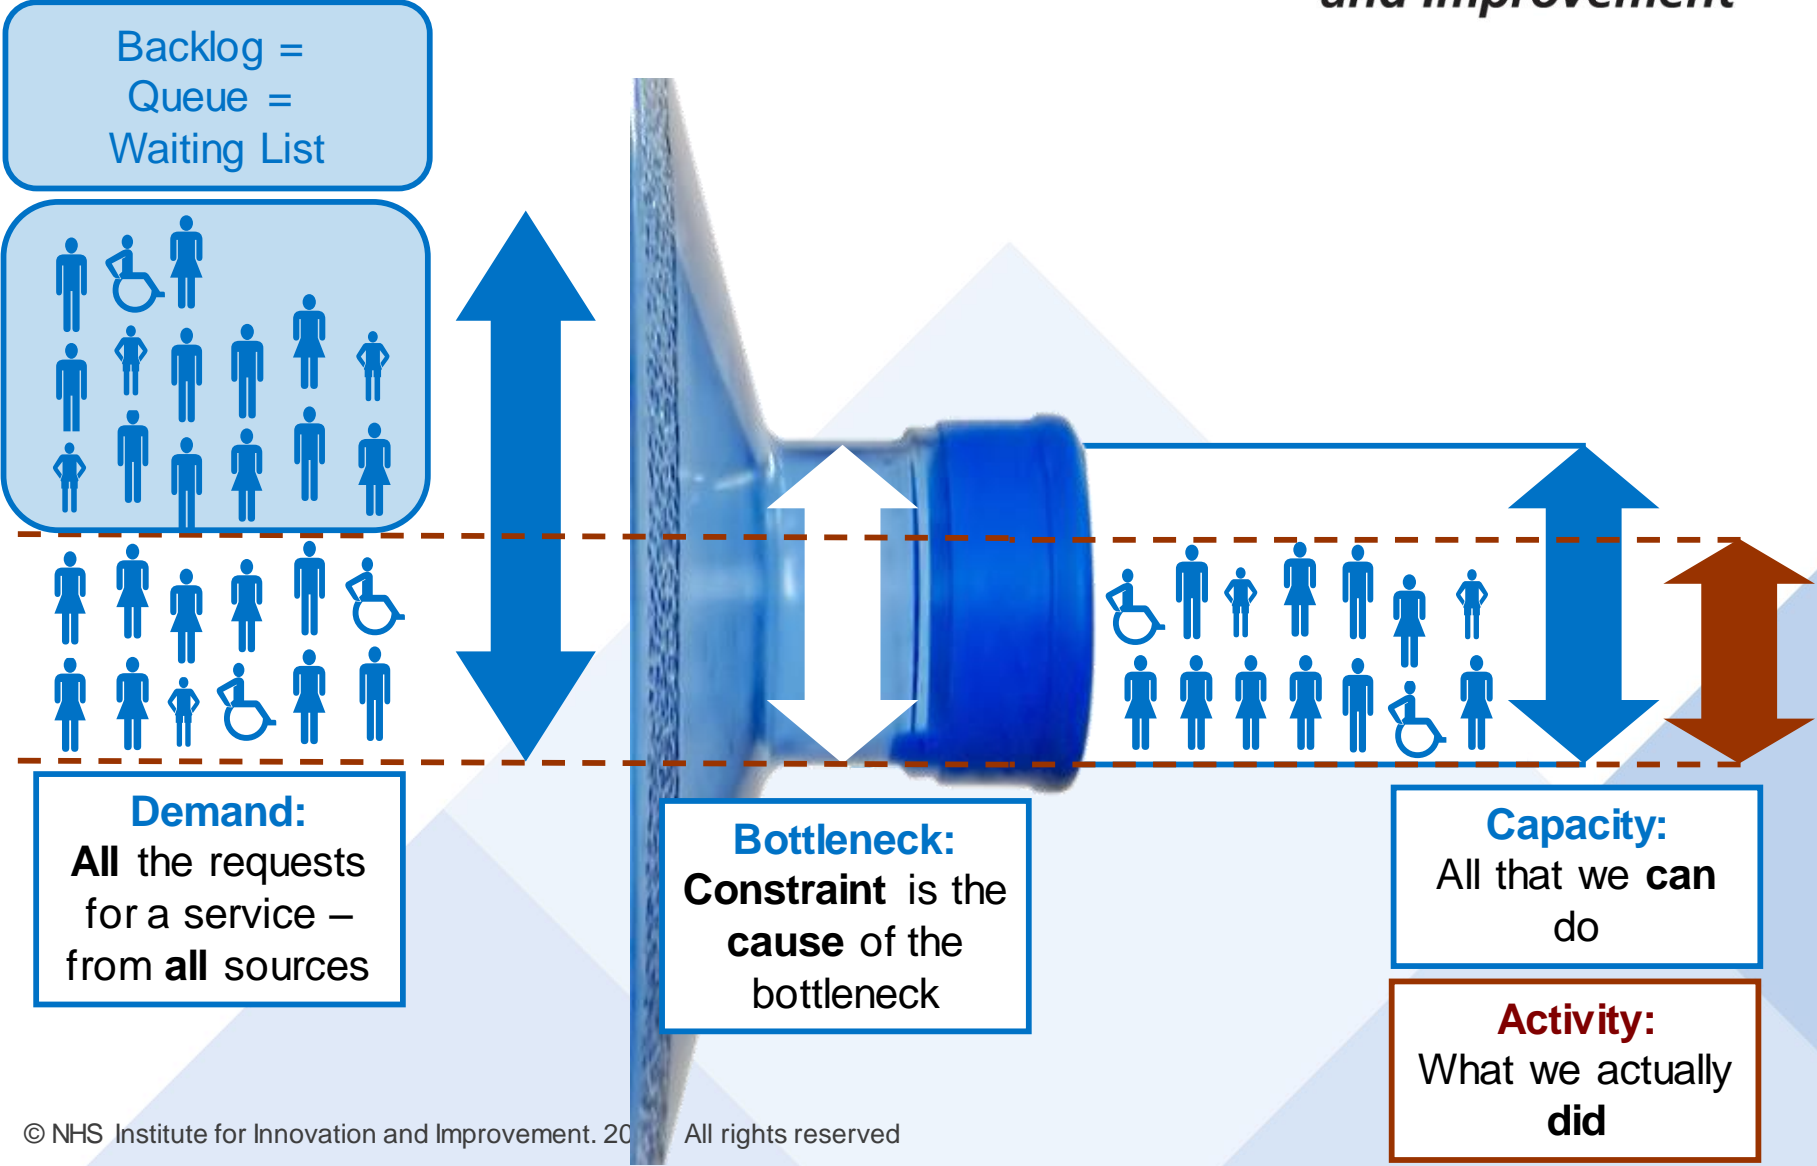 and Improvement
Backlog =
Queue =
Waiting List
Demand:
All the requests
for a service –
from all sources
Bottleneck:
Constraint is the
cause of the
bottleneck
Capacity:
All that we can
do
Activity:
What we actually
did
© NHS Institute for Innovation and Improvement. 20 All rights reserved